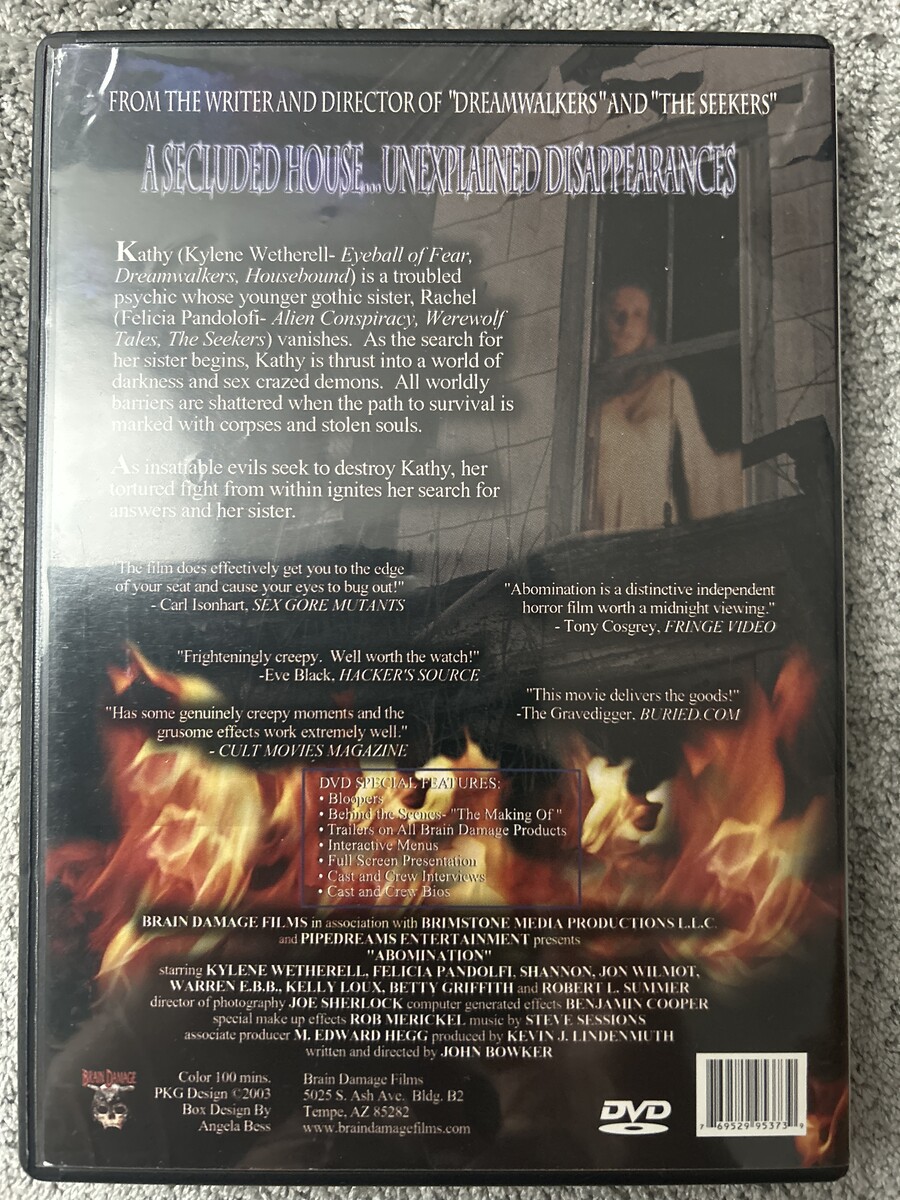 FROM THE WRITER AND DIRECTOR OF "DREAMWALKERS" AND "THE SEEKERS"
A SECLUDED HOUSE...UNEXPLAINED DISAPPEARANCES
Kathy (Kylene Wetherell- Eyeball of Fear,
Dreamwalkers, Housebound) is a troubled
psychic whose younger gothic sister, Rachel
(Felicia Pandolofi- Alien Conspiracy, Werewolf
Tales, The Seekers) vanishes. As the search for
her sister begins, Kathy is thrust into a world of
darkness and sex crazed demons. All worldly
barriers are shattered when the path to survival is
marked with corpses and stolen souls.
As insatiable evils seek to destroy Kathy, her
tortured fight from within ignites her search for
answers and her sister.
"The film does effectively get you to the edge
of your seat and cause your eyes to bug out!"
- Carl Isonhart, SEX GORE MUTANTS
"Abomination is a distinctive independent
horror film worth a midnight viewing."
- Tony Cosgrey, FRINGE VIDEO
"Frighteningly creepy. Well worth the watch!"
-Eve Black, HACKER'S SOURCE
"This movie delivers the goods!"
-The Gravedigger, BURIED.COM
"Has some genuinely creepy moments and the
grusome effects work extremely well."
- CULT MOVIES MAGAZINE
DVD SPECIAL FEATURES:
• Bloopers
• Behind the Scenes- "The Making Of"
• Trailers on All Brain Damage Products
• Interactive Menus
• Full Screen Presentation
• Cast and Crew Interviews
• Cast and Crew Bios
BRAIN DAMAGE FILMS in association with BRIMSTONE MEDIA PRODUCTIONS L.L.C.
and PIPEDREAMS ENTERTAINMENT presents
"ABOMINATION"
starring KYLENE WETHERELL, FELICIA PANDOLFI, SHANNON, JON WILMOT,
WARREN E.B.B., KELLY LOUX, BETTY GRIFFITH and ROBERT L. SUMMER
director of photography JOE SHERLOCK computer generated effects BENJAMIN COOPER
special make up effects ROB MERICKEL music by STEVE SESSIONS
associate producer M. EDWARD HEGG produced by KEVIN J. LINDENMUTH
written and directed by JOHN BOWKER
BRAIN DAMAGE
Color 100 mins.
PKG Design ©2003
Box Design By
Angela Bess
Brain Damage Films
5025 S. Ash Ave. Bldg. B2
Tempe, AZ 85282
www.braindamagefilms.com
DVD
7 69529 95373 9